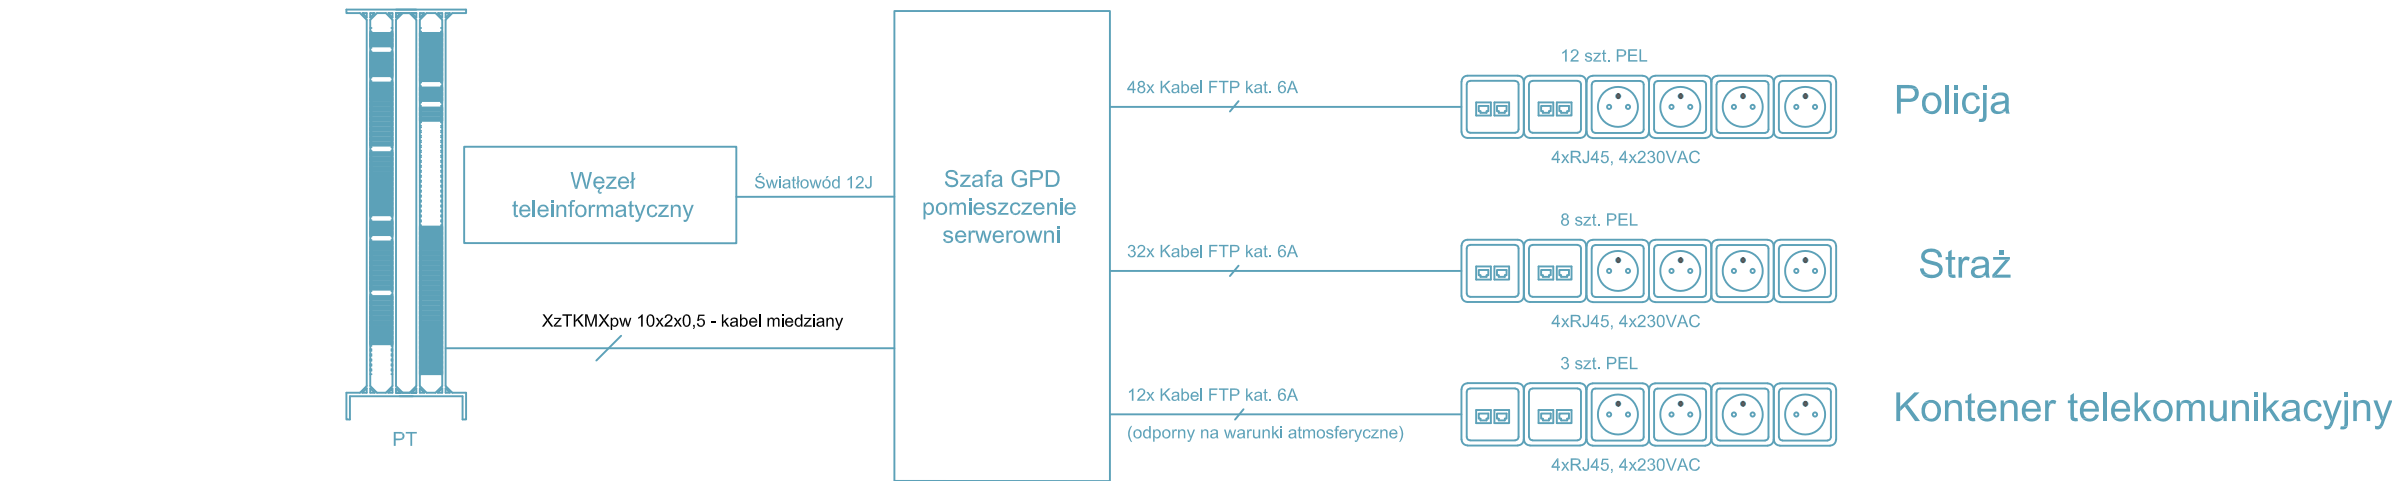 12 szt. PEL
48x Kabel FTP kat. 6A
4xRJ45, 4x230VAC
Policja
Węzeł
teleinformatyczny
Światłowód 12J
Szafa GPD
pomieszczenie
serwerowni
8 szt. PEL
32x Kabel FTP kat. 6A
4xRJ45, 4x230VAC
Straż
XzTKMXpw 10x2x0,5 - kabel miedziany
3 szt. PEL
12x Kabel FTP kat. 6A
(odporny na warunki atmosferyczne)
4xRJ45, 4x230VAC
Kontener telekomunikacyjny
PT